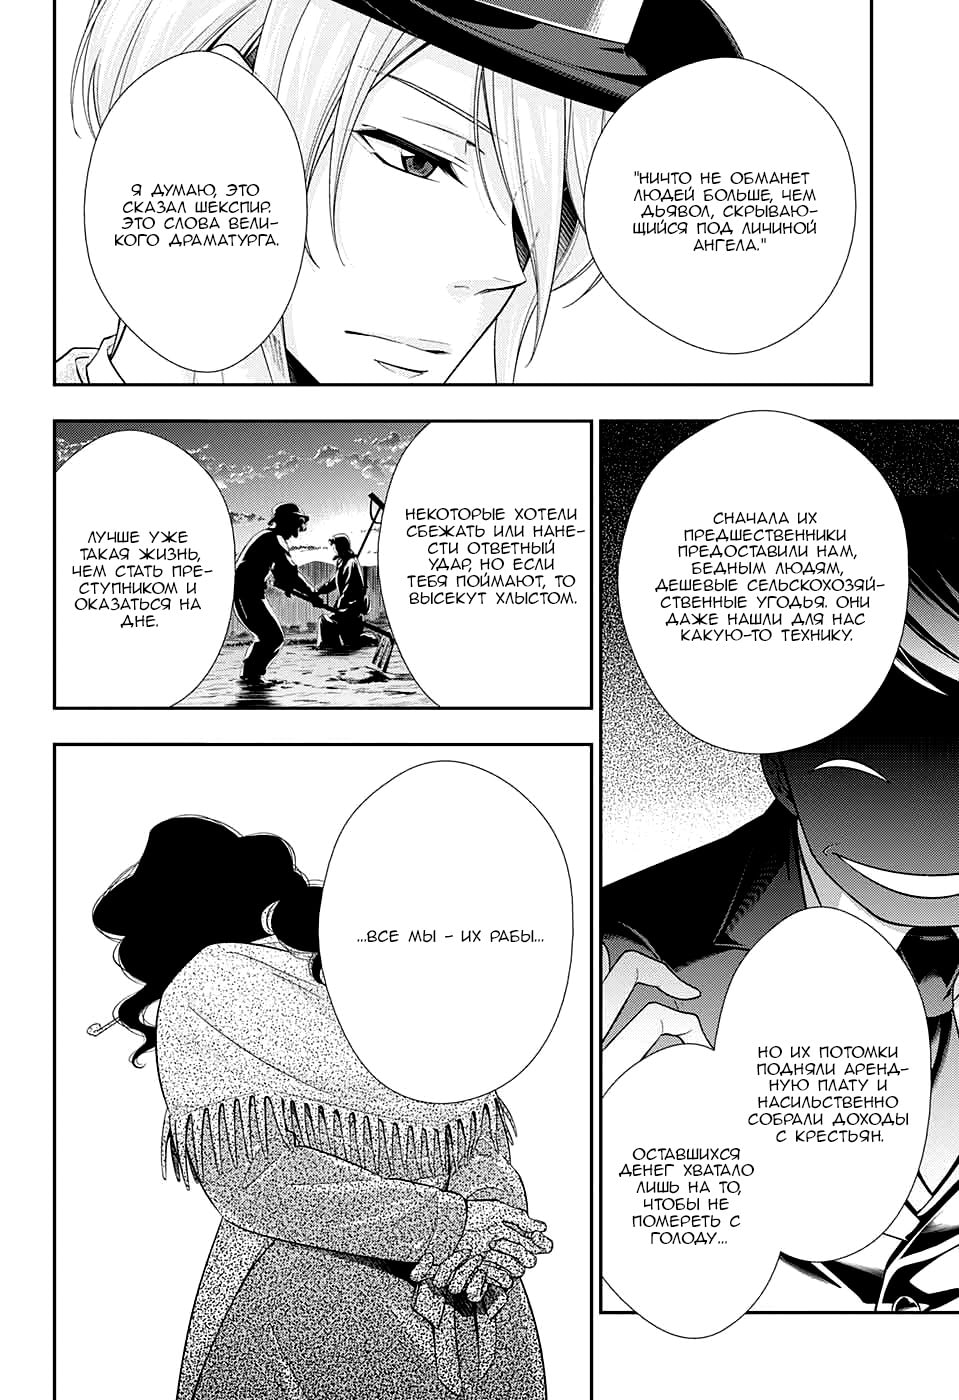 "НИЧТО НЕ ОБМАНЕТ
ЛЮДЕЙ БОЛЬШЕ, ЧЕМ
ДЬЯВОЛ, СКРЫВАЮ-
ЩИЙСЯ ПОД ЛИЧИНОЙ
АНГЕЛА."
Я ДУМАЮ, ЭТО
СКАЗАЛ ШЕКСПИР.
ЭТО СЛОВА ВЕЛИ-
КОГО ДРАМАТУРГА.
СНАЧАЛА ИХ
ПРЕДШЕСТВЕННИКИ
ПРЕДОСТАВИЛИ НАМ,
БЕДНЫМ ЛЮДЯМ,
ДЕШЕВЫЕ СЕЛЬСКОХОЗЯЙ-
СТВЕННЫЕ УГОДЬЯ. ОНИ
ДАЖЕ НАШЛИ ДЛЯ НАС
КАКУЮ-ТО ТЕХНИКУ.
НО ИХ ПОТОМКИ
ПОДНЯЛИ АРЕНД-
НУЮ ПЛАТУ И
НАСИЛЬСТВЕННО
СОБРАЛИ ДОХОДЫ
С КРЕСТЬЯН.
ОСТАВШИХСЯ
ДЕНЕГ ХВАТАЛО
ЛИШЬ НА ТО,
ЧТОБЫ НЕ
ПОМЕРЕТЬ С
ГОЛОДУ...
НЕКОТОРЫЕ ХОТЕЛИ
СБЕЖАТЬ ИЛИ НАНЕ-
СТИ ОТВЕТНЫЙ
УДАР, НО ЕСЛИ
ТЕБЯ ПОЙМАЮТ, ТО
ВЫСЕКУТ ХЛЫСТОМ.
ЛУЧШЕ УЖЕ
ТАКАЯ ЖИЗНЬ,
ЧЕМ СТАТЬ ПРЕ-
СТУПНИКОМ И
ОКАЗАТЬСЯ НА
ДНЕ.
...ВСЕ МЫ - ИХ РАБЫ...